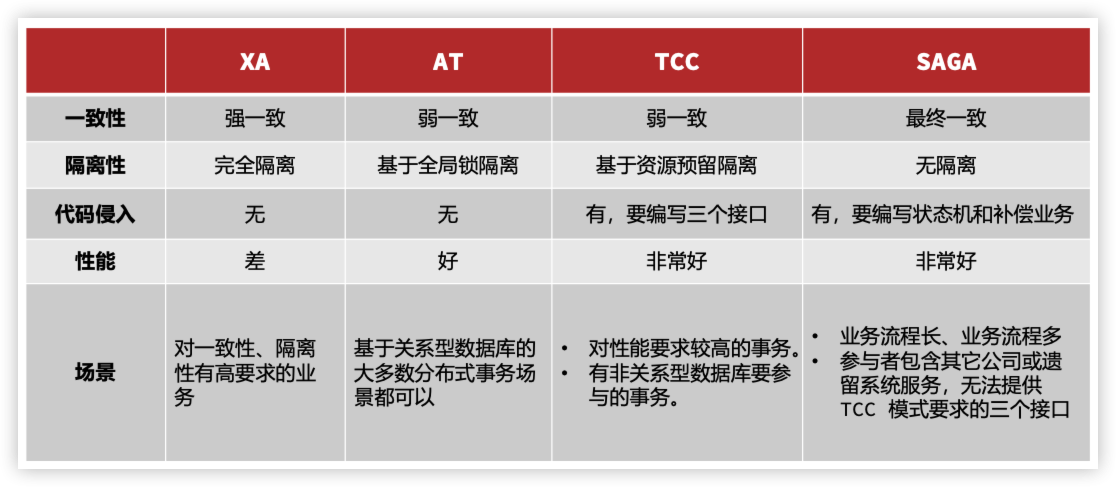 XA AT TCC SAGA
一致性 强一致 弱一致 弱一致 最终一致
隔离性 完全隔离 基于全局锁隔离 基于资源预留隔离 无隔离
代码侵入 无 无 有，要编写三个接口 有，要编写状态机和补偿业务
性能 差 好 非常好 非常好
场景
对一致性、隔离
性有高要求的业
务
基于关系型数据库的
大多数分布式事务场
景都可以
• 对性能要求较高的事务。
• 有非关系型数据库要参
与的事务。
• 业务流程长、业务流程多
• 参与者包含其它公司或遗
留系统服务，无法提供
TCC 模式要求的三个接口